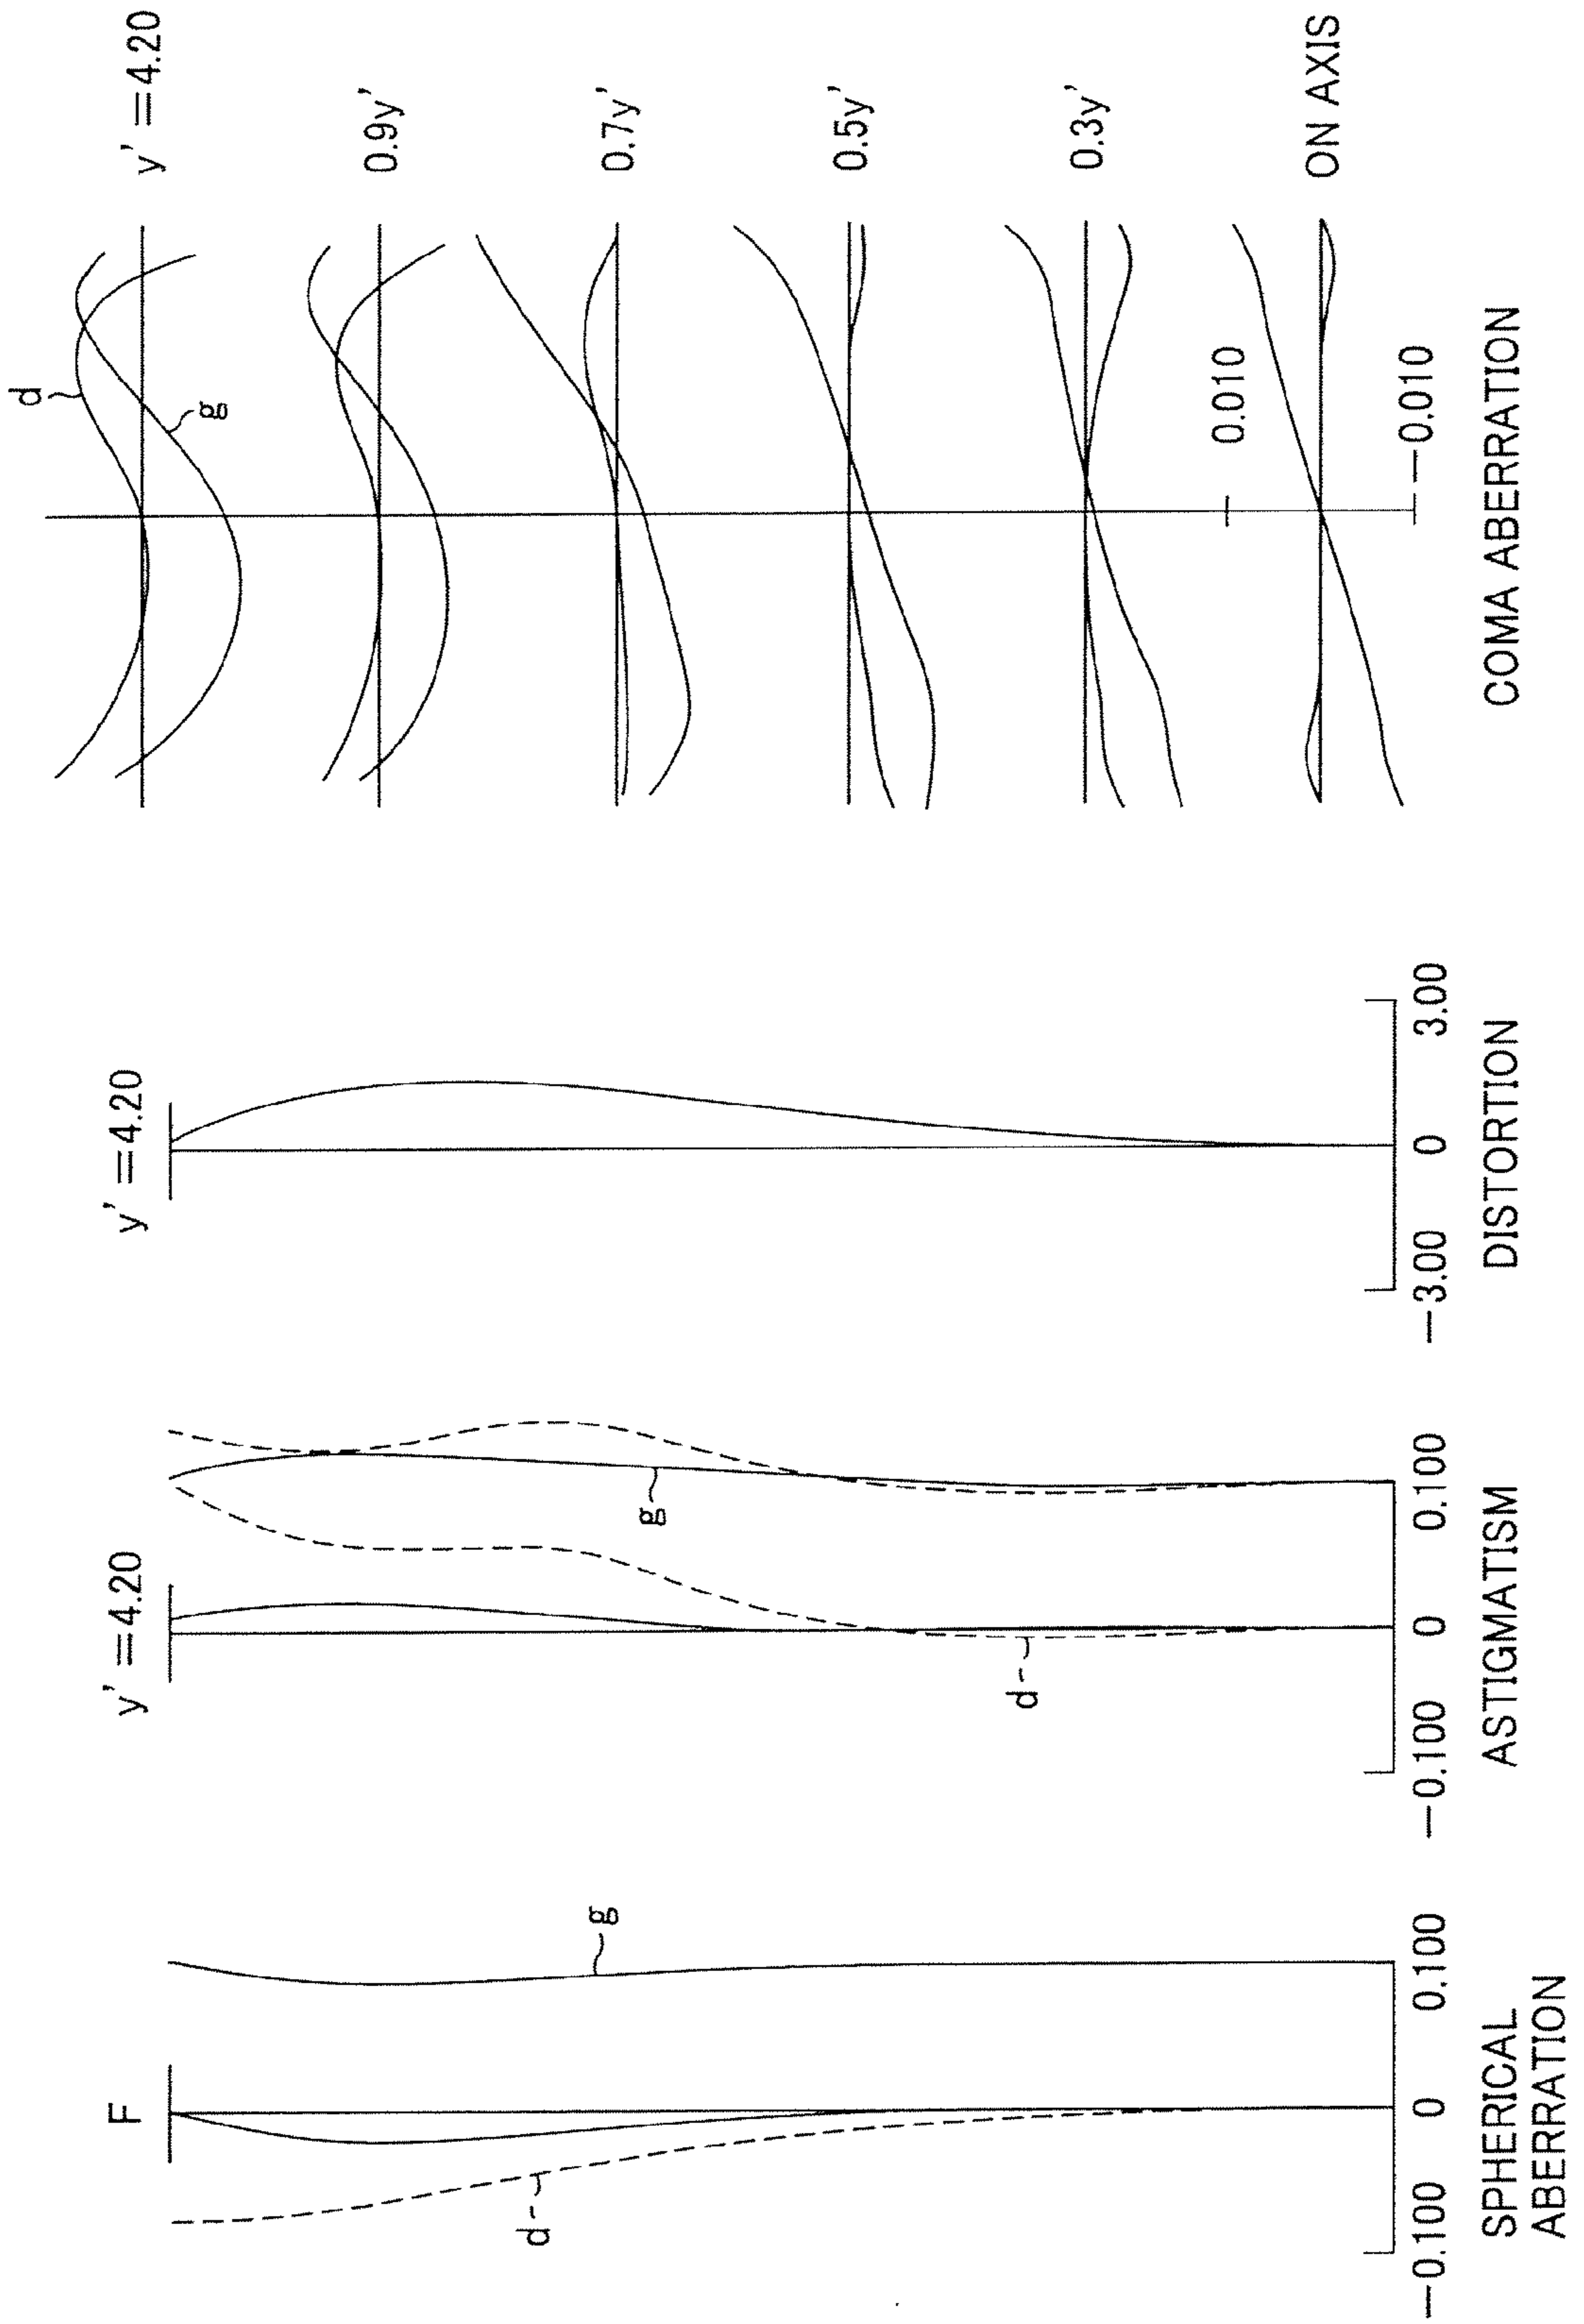 F
g
d
—0.100
0
0.100
SPHERICAL
ABERRATION
y' =4.20
g
d
—0.100
0
0.100
ASTIGMATISM
y' =4.20
—3.00
0
3.00
DISTORTION
d
g
y' =4.20
0.9y'
0.7y'
0.5y'
0.3y'
0.010
ON AXIS
—0.010
COMA ABERRATION